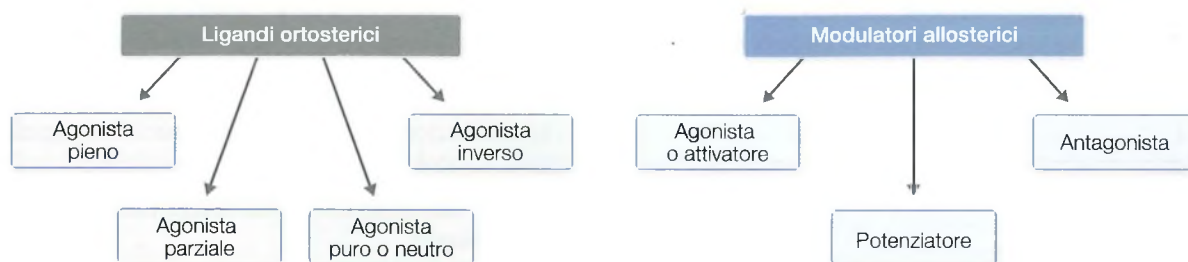 Ligandi ortosterici
Agonista
pieno
Agonista
parziale
Agonista
puro o neutro
Agonista
inverso
Modulatori allosterici
Agonista
o attivatore
Potenziatore
Antagonista